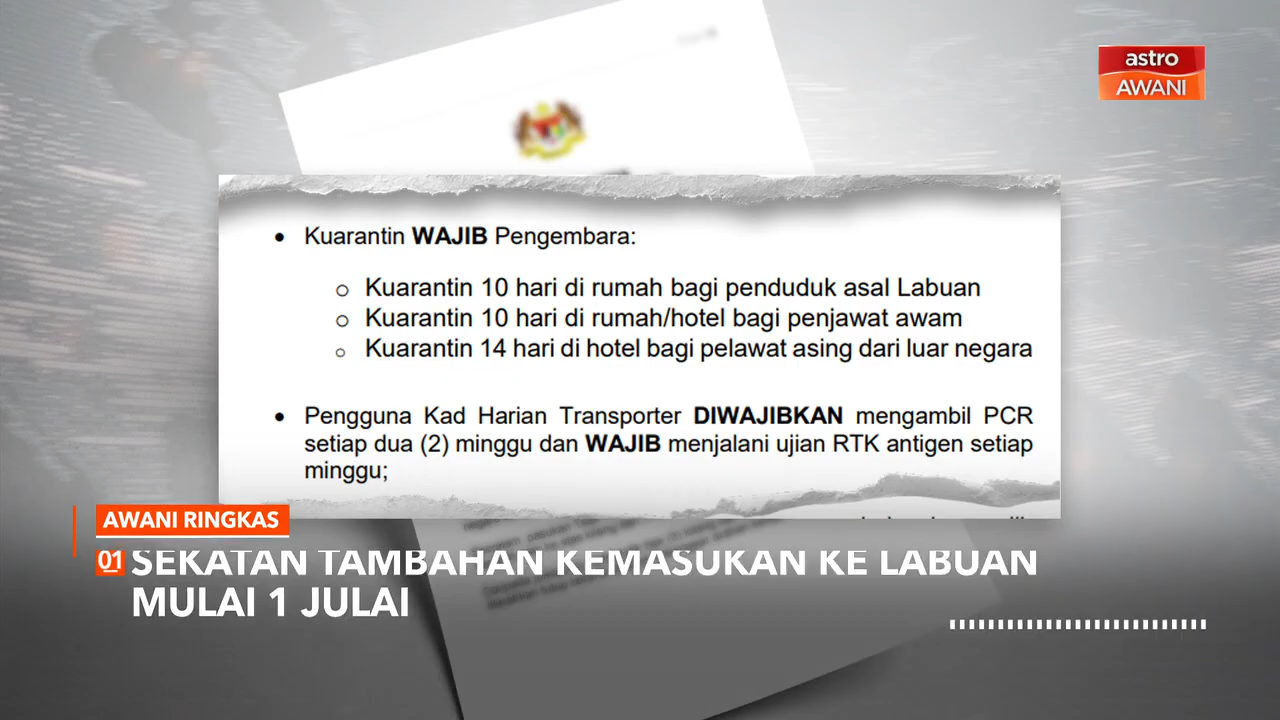 astro
AWANI
• Kuarantin WAJIB Pengembara:
o Kuarantin 10 hari di rumah bagi penduduk asal Labuan
o Kuarantin 10 hari di rumah/hotel bagi penjawat awam
o Kuarantin 14 hari di hotel bagi pelawat asing dari luar negara
• Pengguna Kad Harian Transporter DIWAJIBKAN mengambil PCR
setiap dua (2) minggu dan WAJIB menjalani ujian RTK antigen setiap
minggu;
AWANI RINGKAS
01 SEKATAN TAMBAHAN KEMASUKAN KE LABUAN
MULAI 1 JULAI